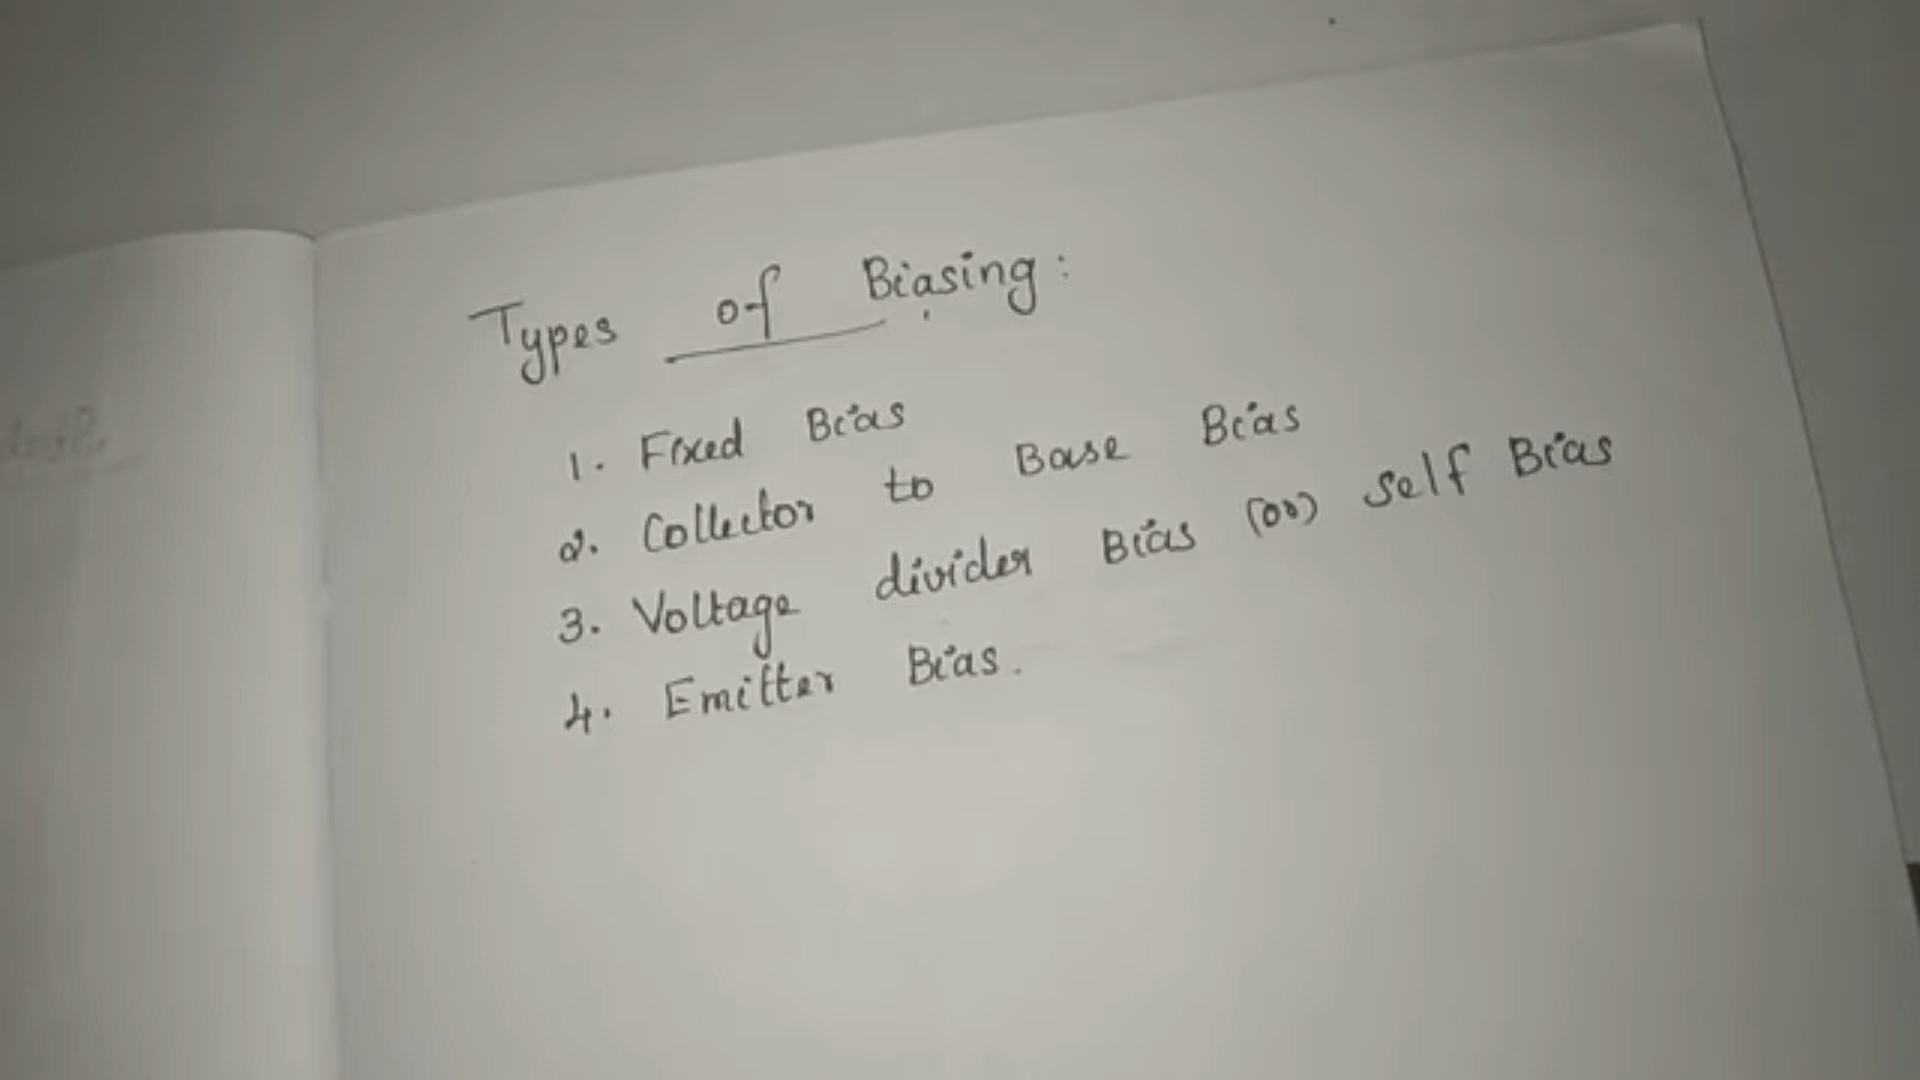 Types of Biasing:
1. Fixed Bias
2. Collector to Base Bias
3. Voltage divider Bias (or) self Bias
4. Emitter Bias.